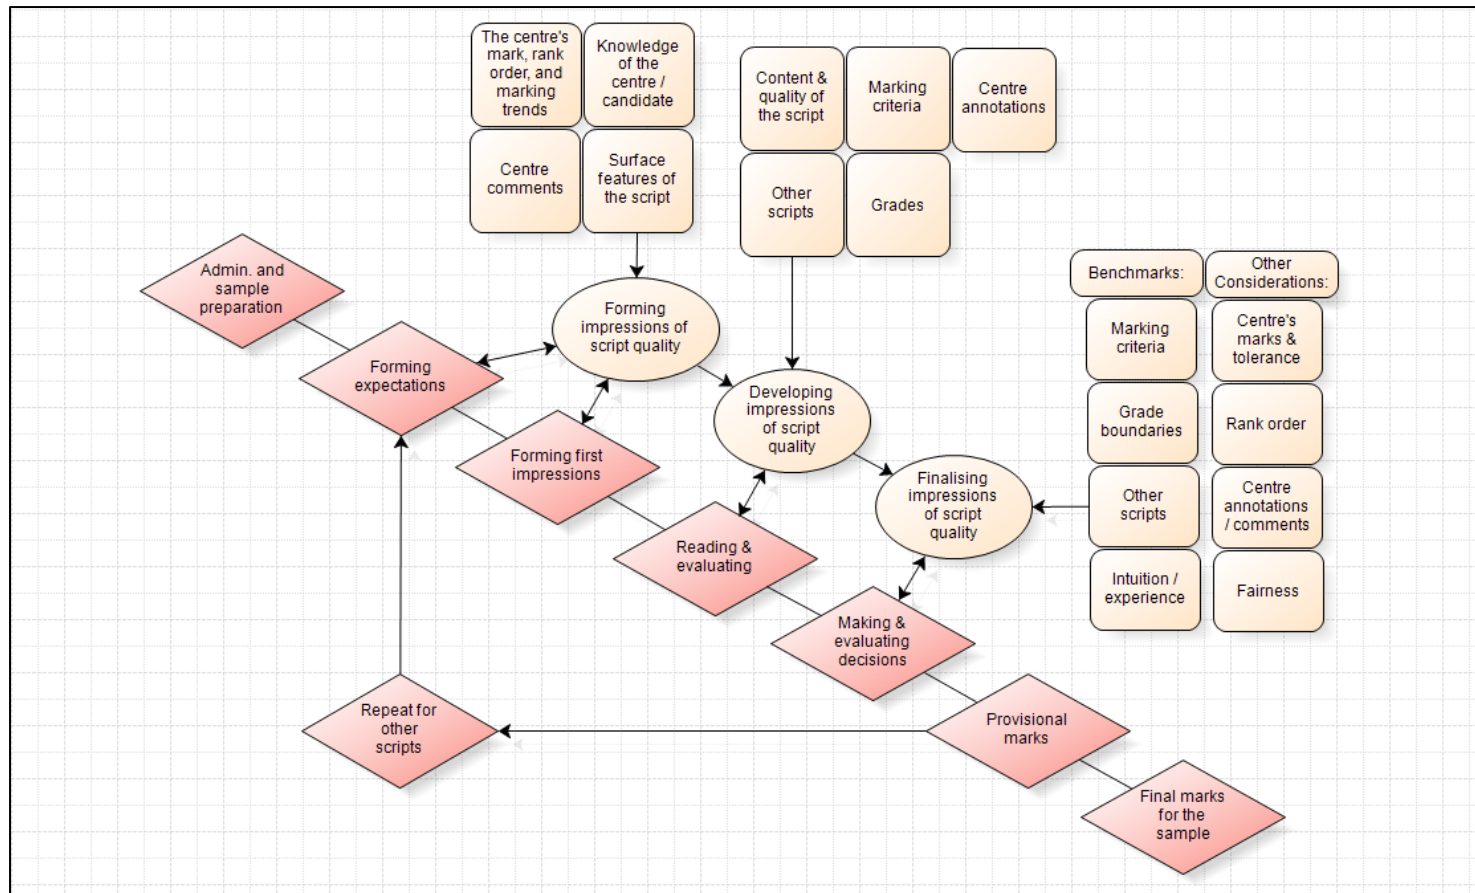 The centre's
mark, rank
order, and
marking
trends
Knowledge
of the
centre /
candidate
Centre
comments
Surface
features of
the script
Content &
quality of
the script
Marking
criteria
Centre
annotations
Other
scripts
Grades
Admin. and
sample
preparation
Forming
impressions of
script quality
Forming
expectations
Developing
impressions
of script
quality
Forming first
impressions
Finalising
impressions
of script
quality
Reading &
evaluating
Making &
evaluating
decisions
Benchmarks:
Other
Considerations:
Marking
criteria
Centre's
marks &
tolerance
Grade
boundaries
Rank order
Other
scripts
Centre
annotations
/ comments
Intuition /
experience
Fairness
Repeat for
other
scripts
Provisional
marks
Final marks
for the
sample